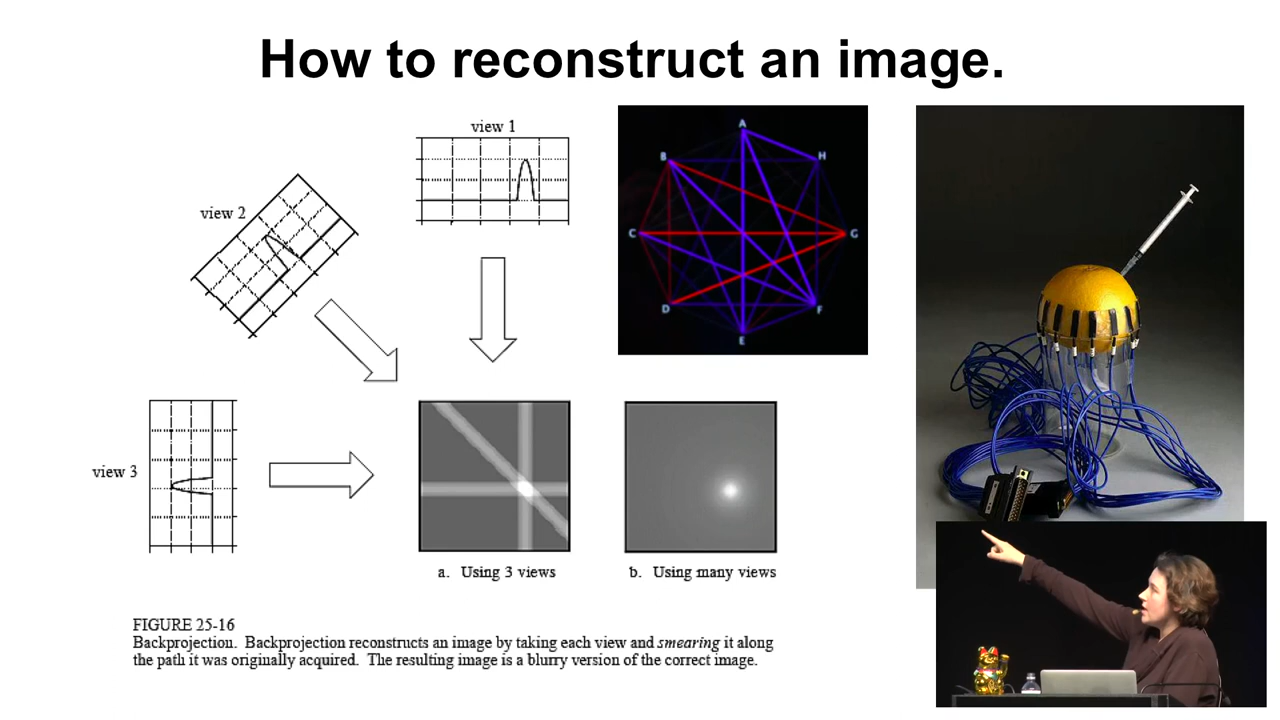 How to reconstruct an image.
view 1
view 2
view 3
A
B
H
C
G
D
F
E
a. Using 3 views
b. Using many views
FIGURE 25-16
Backprojection. Backprojection reconstructs an image by taking each view and smearing it along
the path it was originally acquired. The resulting image is a blurry version of the correct image.